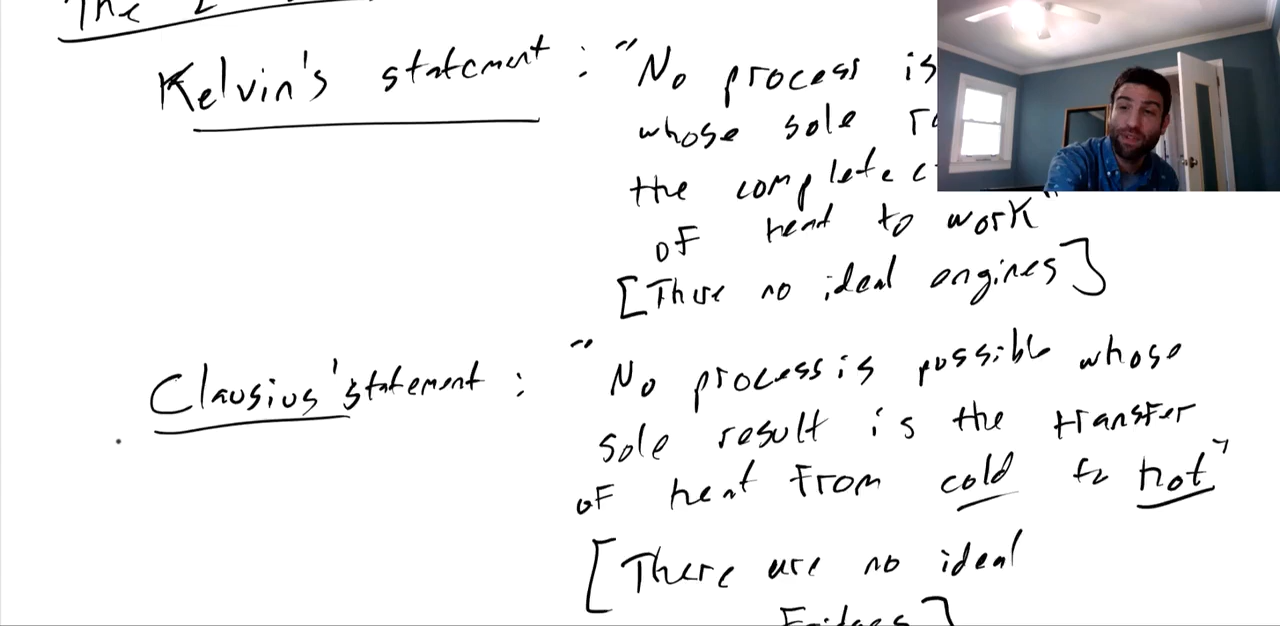 The
Kelvin's statement : "No process is
whose sole
the complete
of heat to work"
[There no ideal engines]
Clausius' statement : "No process is possible whose
sole result is the transfer
of heat from cold to hot"
[There are no ideal